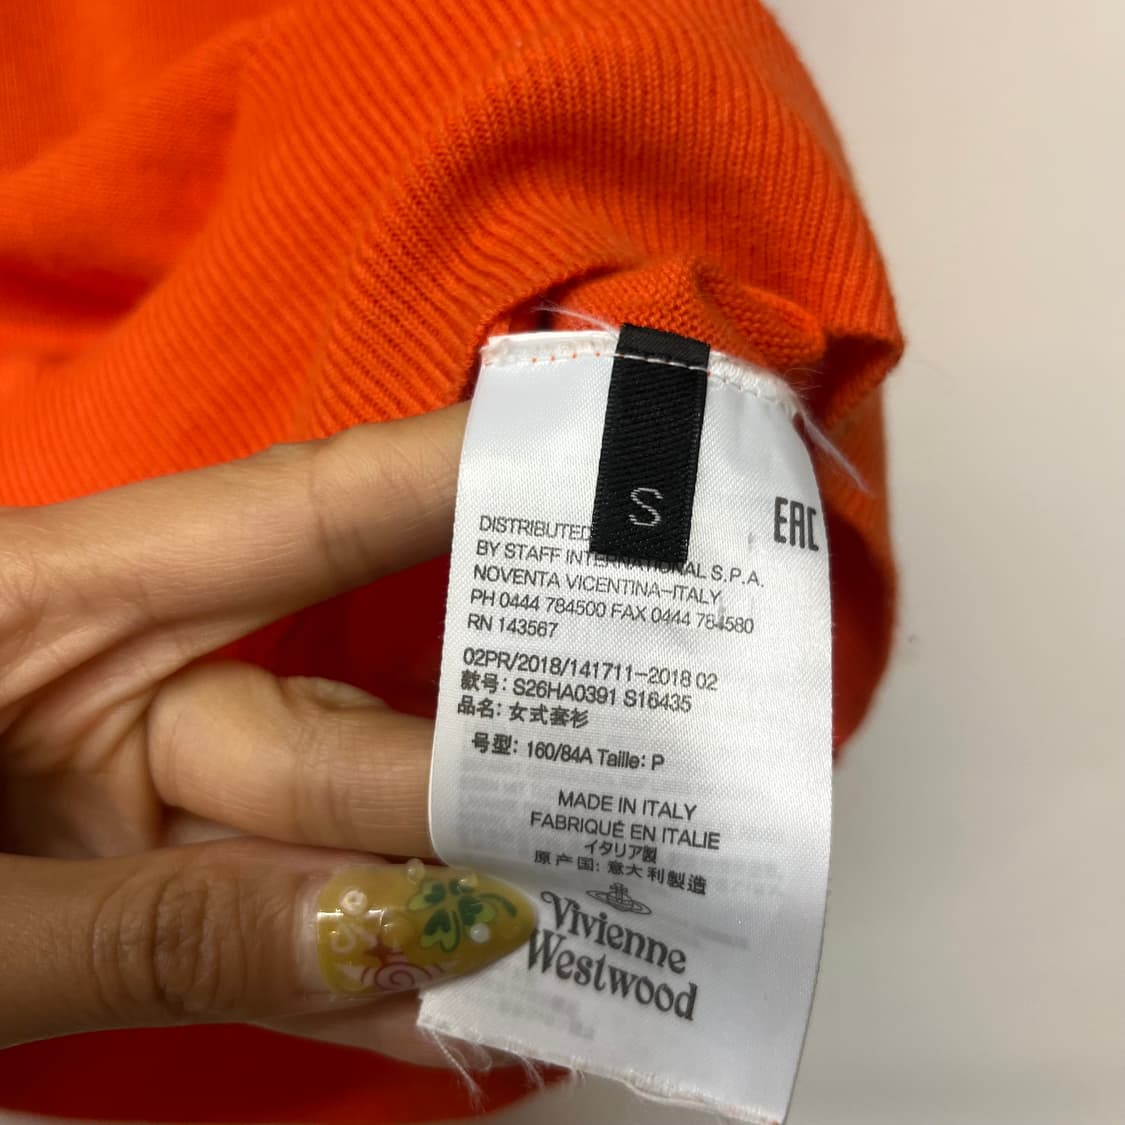 S
EAC
DISTRIBUTED
BY STAFF INTERNATIONAL S.P.A.
NOVENTA VICENTINA-ITALY
PH 0444 784500 FAX 0444 784580
RN 143567
02PR/2018/141711-2018 02
款号: S26HA0391 S16435
品名: 女式套衫
号型: 160/84A Taille: P
MADE IN ITALY
FABRIQUÉ EN ITALIE
イタリア製
原产国: 意大利製造
Vivienne
Westwood